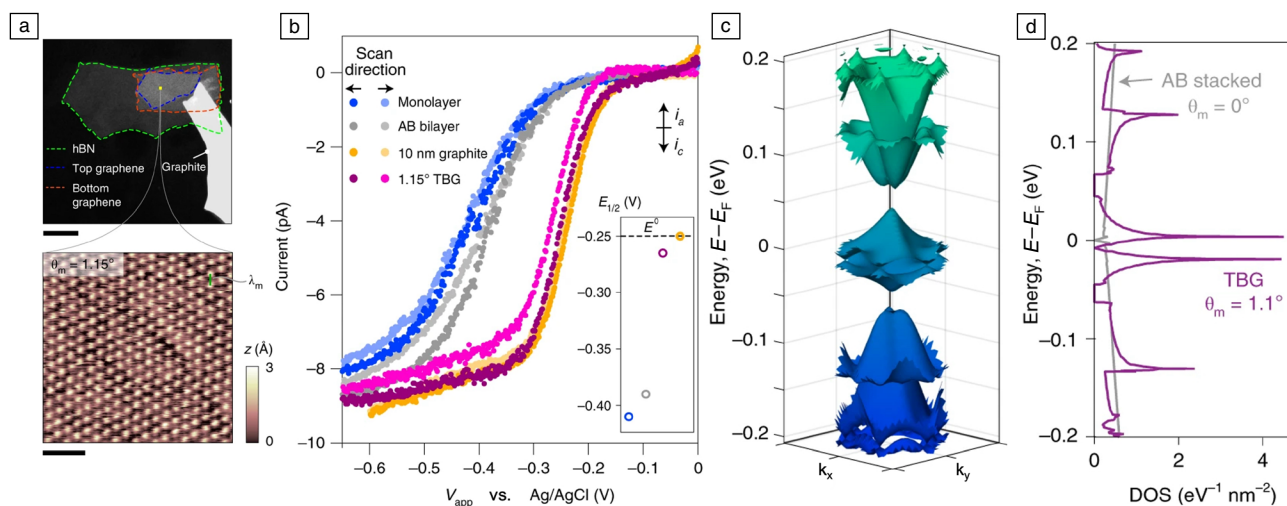 a
hBN
Top graphene
Bottom
graphene
Graphite
θm = 1.15°
λm
z (Å)
3
0
b
Scan
direction
Monolayer
AB bilayer
10 nm graphite
1.15° TBG
ia
ic
E1/2 (V)
E0
−0.25
−0.30
−0.35
−0.40
Current (pA)
0
−2
−4
−6
−8
−10
−0.6 −0.5 −0.4 −0.3 −0.2 −0.1 0
Vapp vs. Ag/AgCl (V)
c
Energy, E−EF (eV)
0.2
0.1
0
−0.1
−0.2
kx
ky
d
Energy, E−EF (eV)
0.2
0.1
0
−0.1
−0.2
AB stacked
θm = 0°
TBG
θm = 1.1°
0 2 4
DOS (eV−1 nm−2)